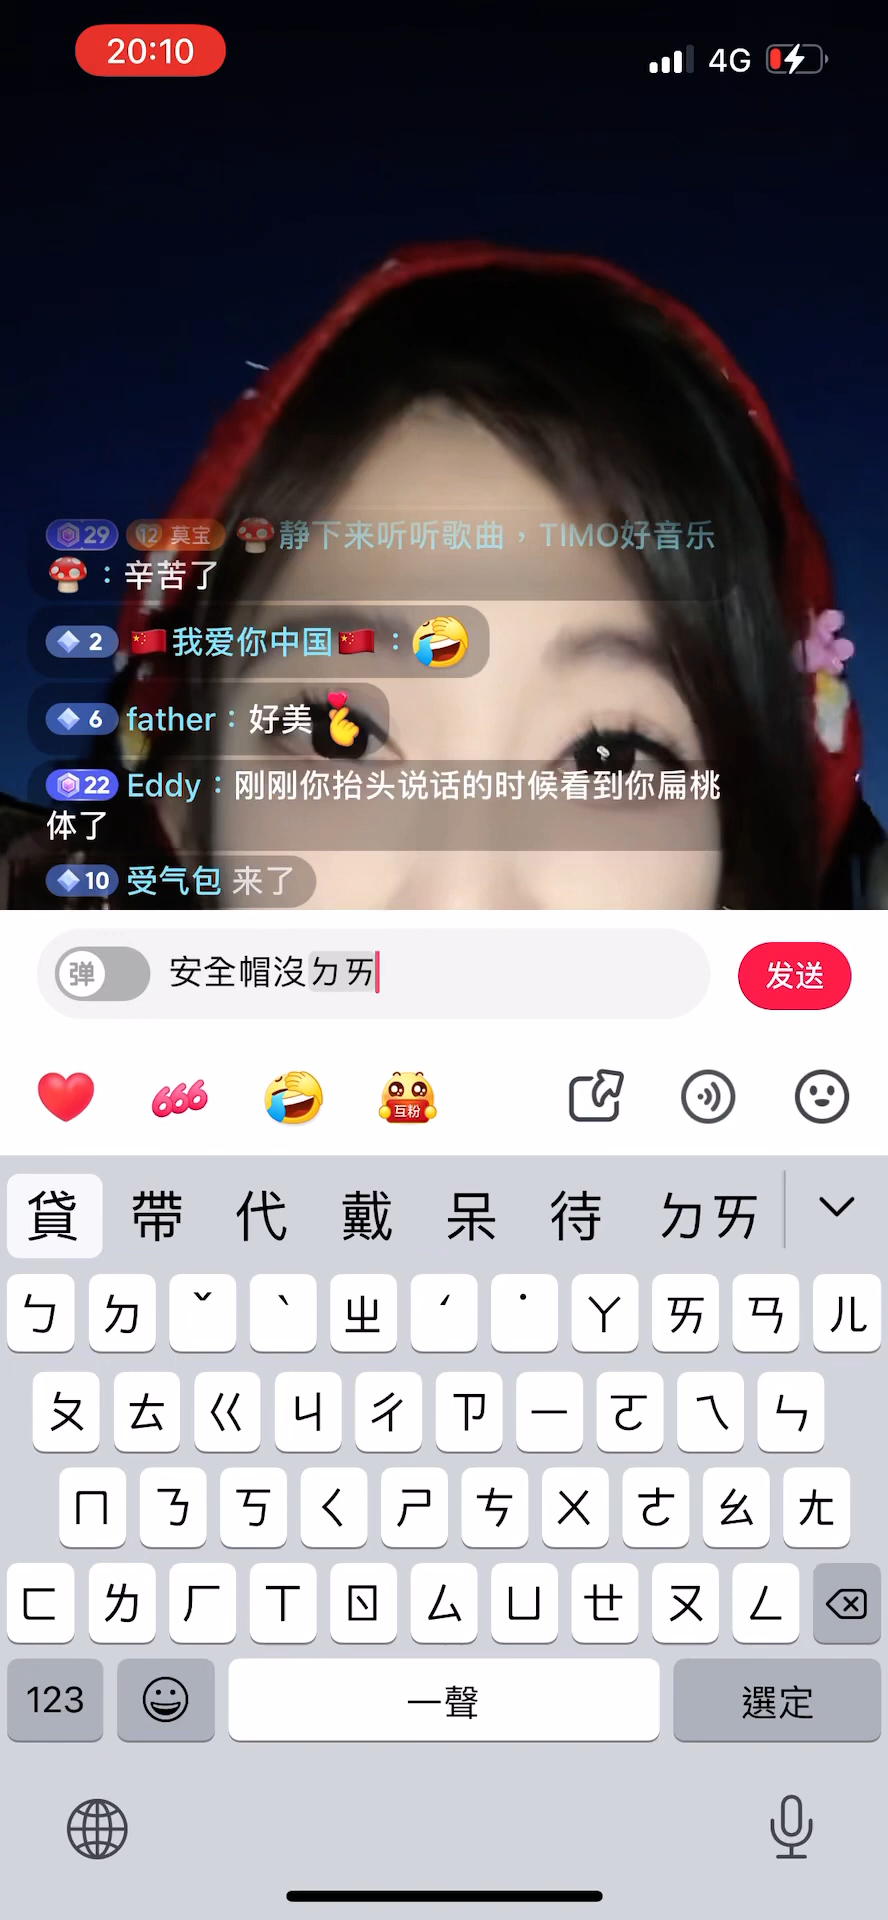 20:10
4G
29 12 莫宝 静下来听听歌曲，TIMO好音乐
：辛苦了
2 我爱你中国：
6 father：好美
22 Eddy：刚刚你抬头说话的时候看到你扁桃
体了
10 受气包 来了
弹 安全帽沒ㄉㄞ 发送
666 互粉
貸 帶 代 戴 呆 待 ㄉㄞ
ㄅ ㄉ ˇ ˋ ㄓ ˊ ˙ ㄚ ㄞ ㄢ ㄦ
ㄆ ㄊ ㄍ ㄐ ㄔ ㄗ ㄧ ㄛ ㄟ ㄣ
ㄇ ㄋ ㄎ ㄑ ㄕ ㄘ ㄨ ㄜ ㄠ ㄤ
ㄈ ㄌ ㄏ ㄒ ㄖ ㄙ ㄩ ㄝ ㄡ ㄥ
123 一聲 選定